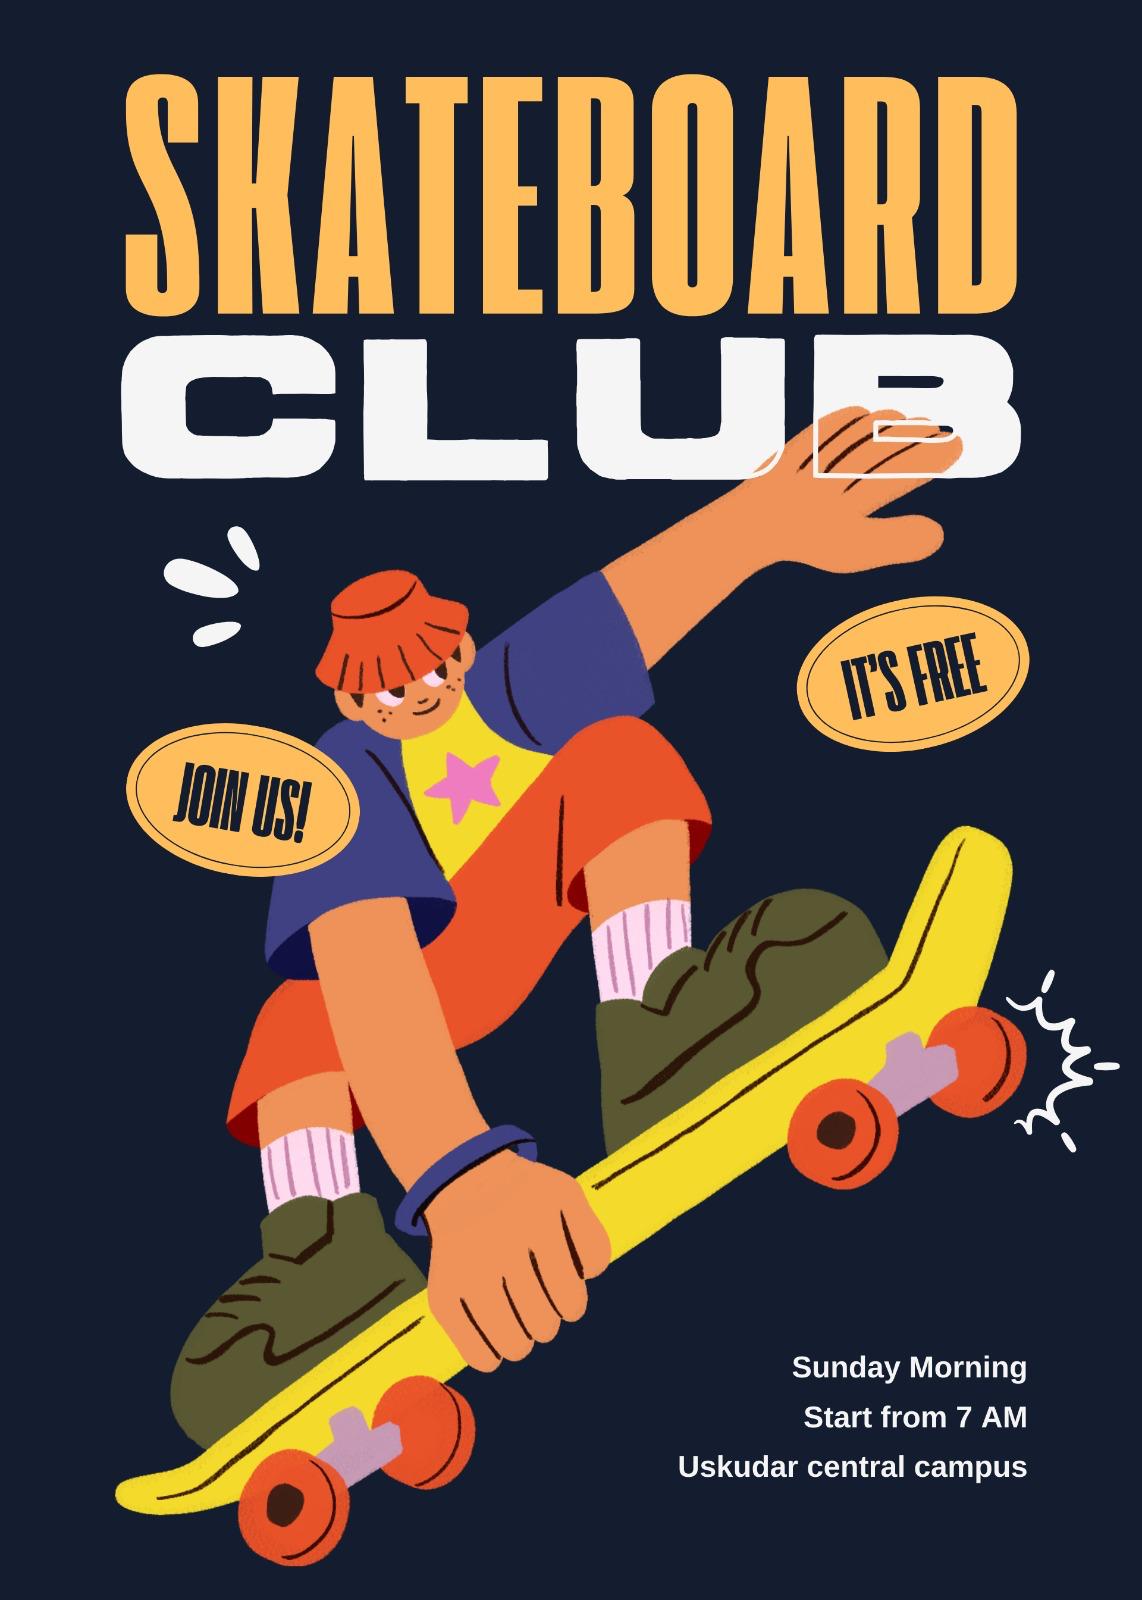 SKATEBOARD
CLUB
IT'S FREE
JOIN US!
Sunday Morning
Start from 7 AM
Uskudar central campus